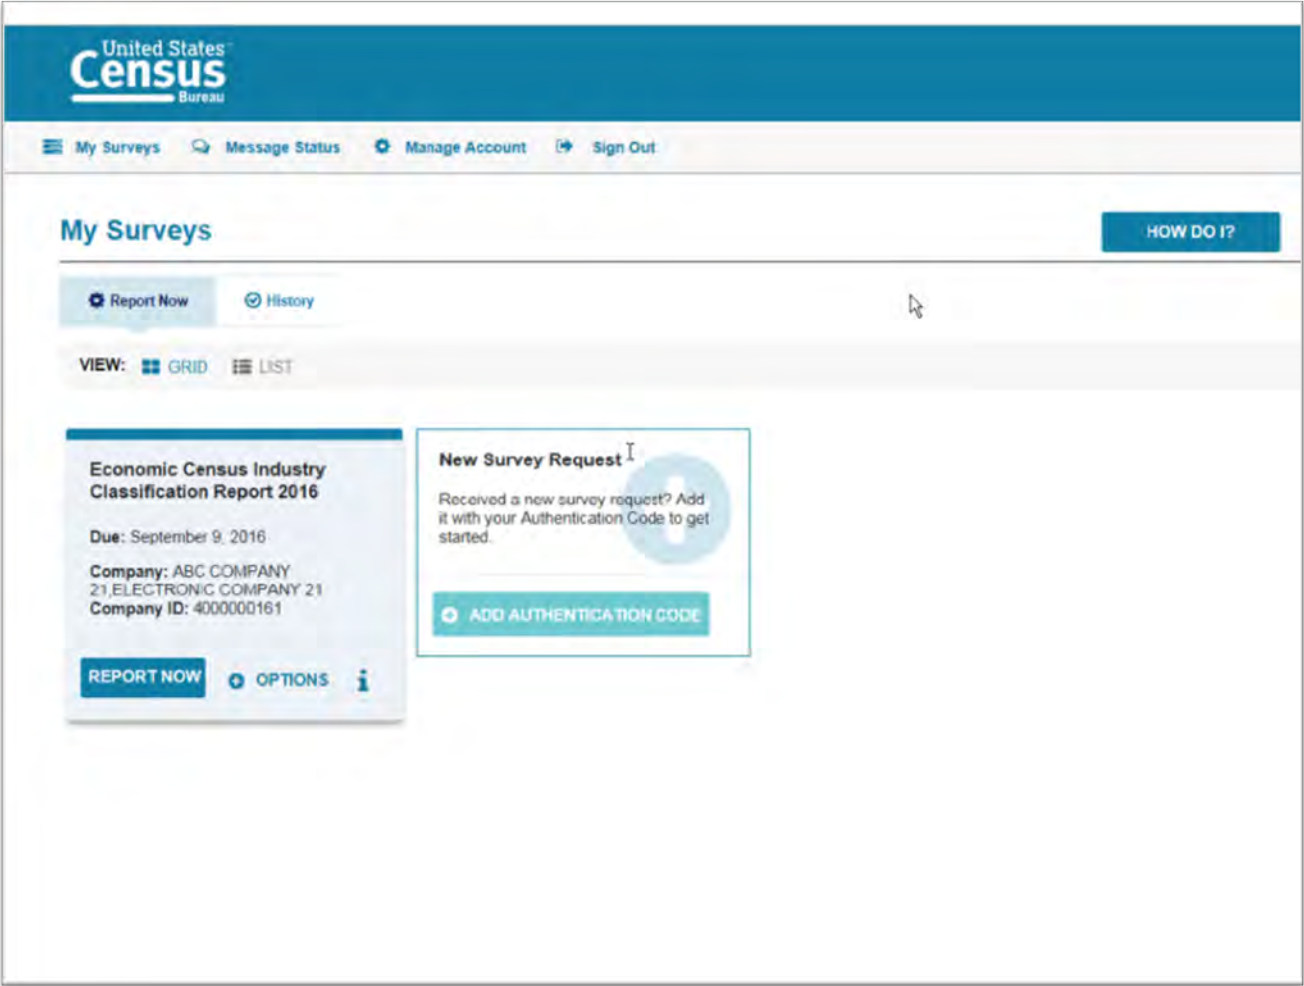 United States
Census
Bureau
My Surveys Message Status Manage Account Sign Out
My Surveys
HOW DO I?
Report Now History
VIEW: GRID LIST
Economic Census Industry
Classification Report 2016
Due: September 9, 2016
Company: ABC COMPANY
21,ELECTRONIC COMPANY 21
Company ID: 4000000161
REPORT NOW OPTIONS
New Survey Request
Received a new survey request? Add
it with your Authentication Code to get
started.
ADD AUTHENTICATION CODE